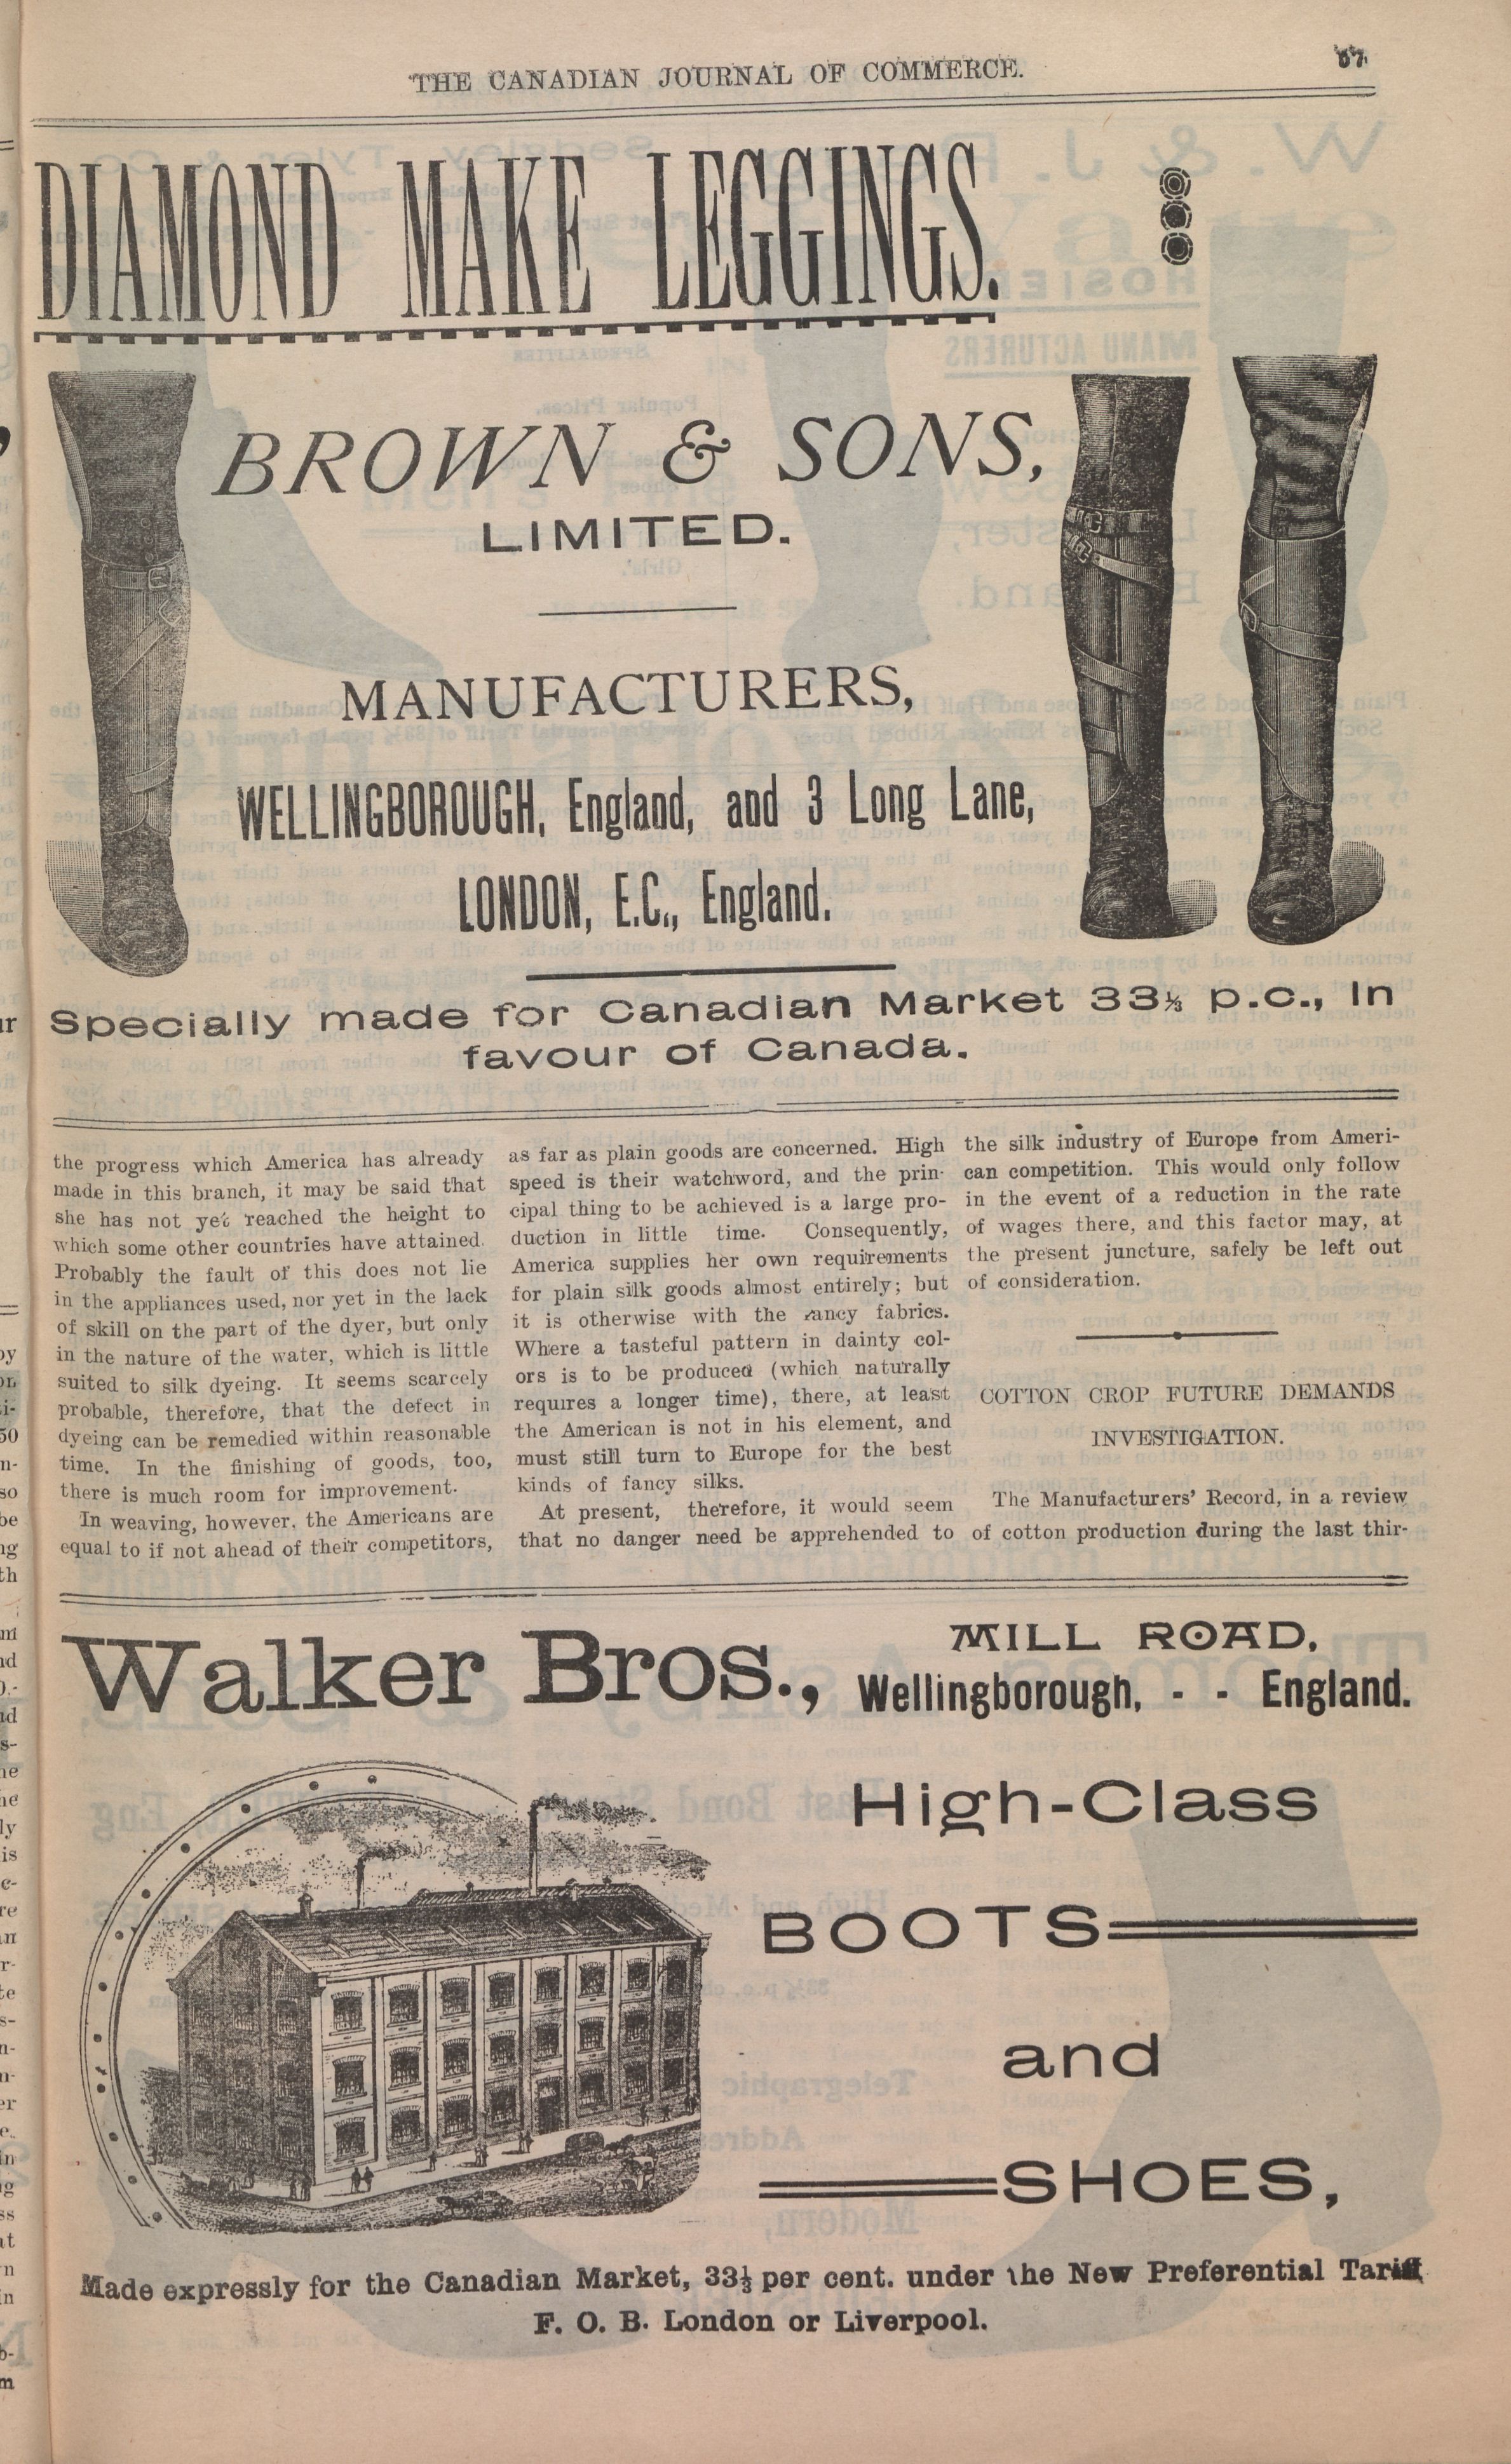 THE CANADIAN JOURNAL OF COMMERCE.
57
DIAMOND MAKE LEGGINGS.
BROWN & SONS,
LIMITED.
MANUFACTURERS,
WELLINGBOROUGH, England, and 3 Long Lane,
LONDON, E.C., England.
Specially made for Canadian Market 33⅓ p.c., in
favour of Canada.
the progress which America has already
made in this branch, it may be said that
she has not yet reached the height to
which some other countries have attained.
Probably the fault of this does not lie
in the appliances used, nor yet in the lack
of skill on the part of the dyer, but only
in the nature of the water, which is little
suited to silk dyeing. It seems scarcely
probable, therefore, that the defect in
dyeing can be remedied within reasonable
time. In the finishing of goods, too,
there is much room for improvement.
In weaving, however, the Americans are
equal to if not ahead of their competitors,
as far as plain goods are concerned. High
speed is their watchword, and the prin-
cipal thing to be achieved is a large pro-
duction in little time. Consequently,
America supplies her own requirements
for plain silk goods almost entirely; but
it is otherwise with the fancy fabrics.
Where a tasteful pattern in dainty col-
ors is to be produced (which naturally
requires a longer time), there, at least
the American is not in his element, and
must still turn to Europe for the best
kinds of fancy silks.
At present, therefore, it would seem
that no danger need be apprehended to
the silk industry of Europe from Ameri-
can competition. This would only follow
in the event of a reduction in the rate
of wages there, and this factor may, at
the present juncture, safely be left out
of consideration.
COTTON CROP FUTURE DEMANDS
INVESTIGATION.
The Manufacturers' Record, in a review
of cotton production during the last thir-
Walker Bros.,
MILL ROAD,
Wellingborough, - - England.
High-Class
BOOTS
and
SHOES,
Made expressly for the Canadian Market, 33⅓ per cent. under the New Preferential Tariff
F. O. B. London or Liverpool.